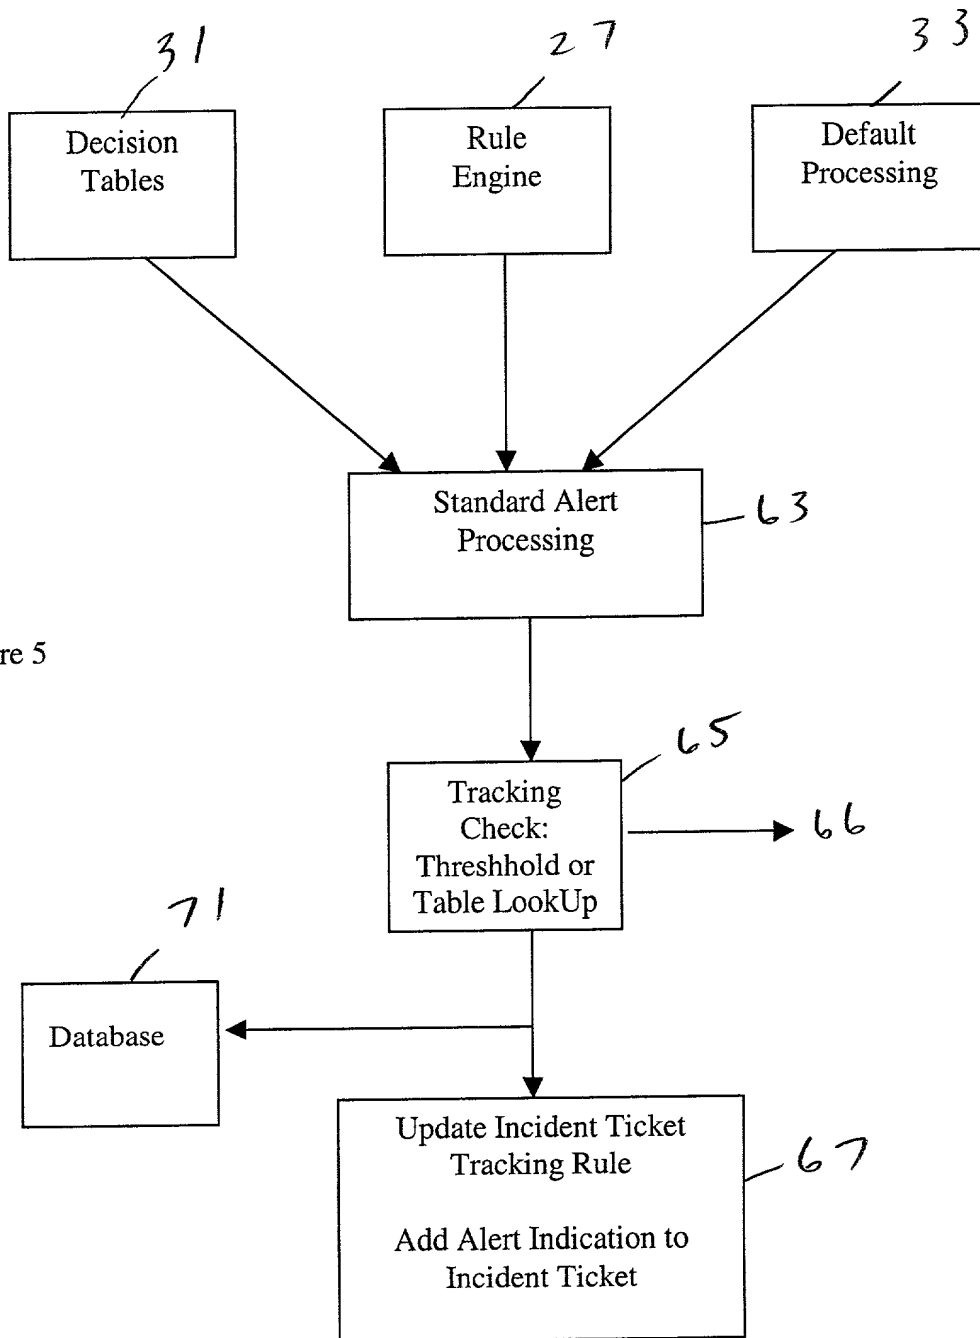 31
27
33
Decision
Tables
Rule
Engine
Default
Processing
Standard Alert
Processing
63
re 5
65
Tracking
Check:
Threshhold or
Table LookUp
66
71
Database
Update Incident Ticket
Tracking Rule
67
Add Alert Indication to
Incident Ticket